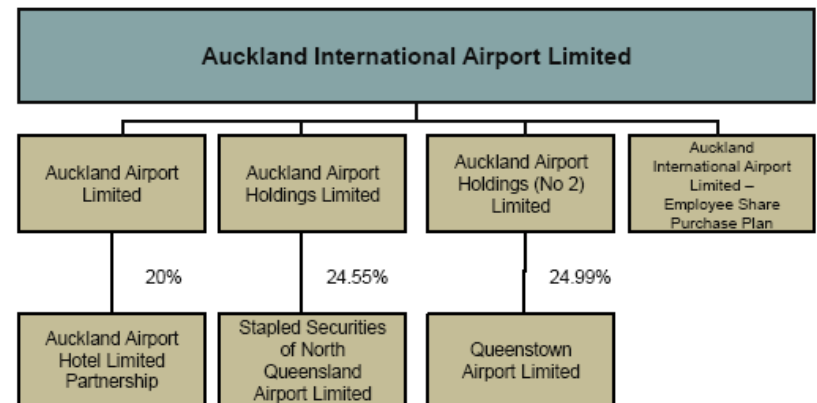 Auckland International Airport Limited
Auckland Airport
Limited
Auckland Airport
Holdings Limited
Auckland Airport
Holdings (No 2)
Limited
Auckland
International Airport
Limited –
Employee Share
Purchase Plan
20%
24.55%
24.99%
Auckland Airport
Hotel Limited
Partnership
Stapled Securities
of North
Queensland
Airport Limited
Queenstown
Airport Limited